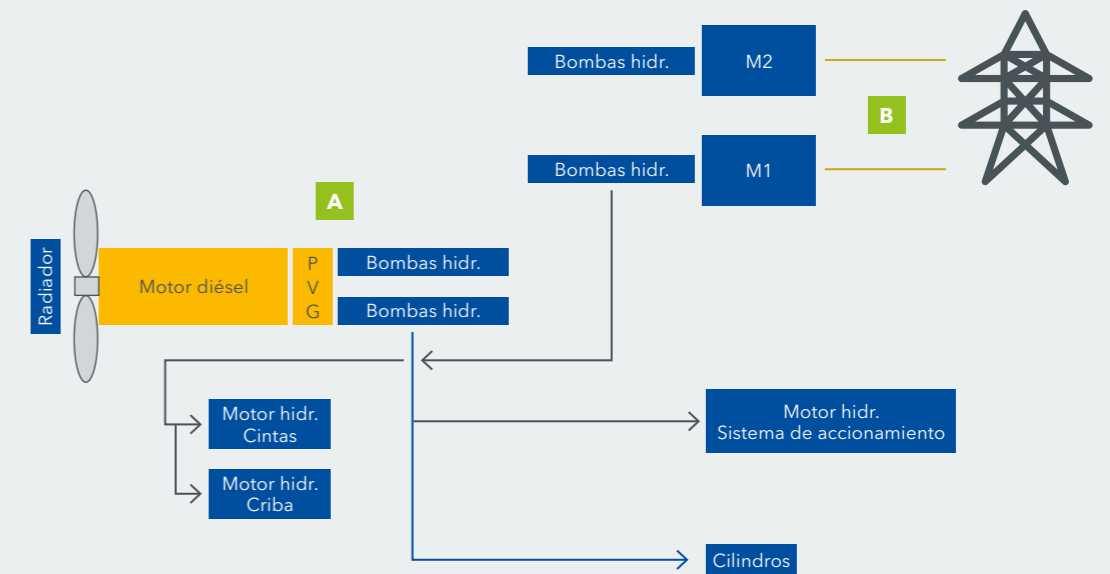 Bombas hidr.
M2
B
Bombas hidr.
M1
A
Radiador
Motor diésel
P
V
G
Bombas hidr.
Bombas hidr.
Motor hidr.
Cintas
Motor hidr.
Sistema de accionamiento
Motor hidr.
Criba
Cilindros